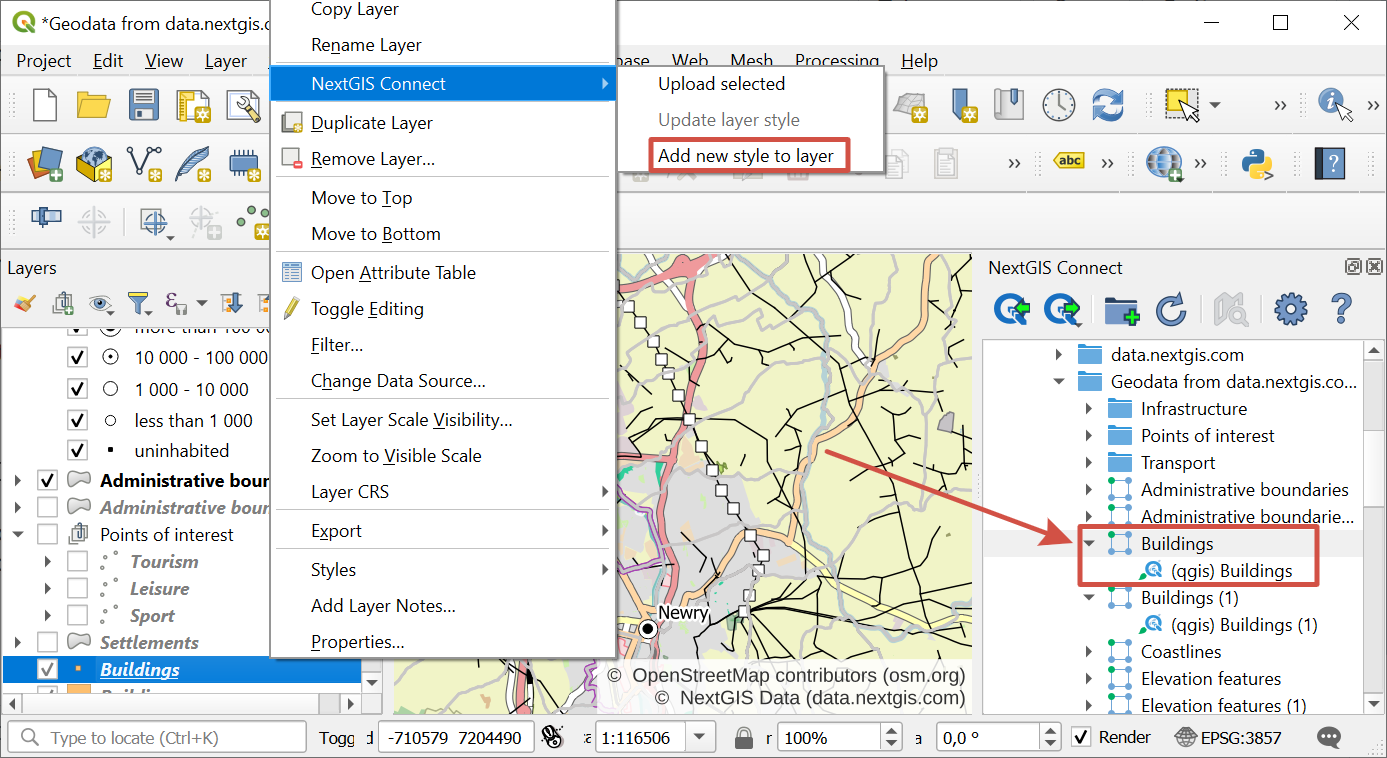 *Geodata from data.nextgis.c
Project Edit View Layer
Web Mesh Processing Help
Copy Layer
Rename Layer
NextGIS Connect
Duplicate Layer
Remove Layer...
Move to Top
Move to Bottom
Open Attribute Table
Toggle Editing
Filter...
Change Data Source...
Set Layer Scale Visibility...
Zoom to Visible Scale
Layer CRS
Export
Styles
Add Layer Notes...
Properties...
Upload selected
Update layer style
Add new style to layer
abc
Layers
more than 100 0
10 000 - 100 000
1 000 - 10 000
less than 1 000
uninhabited
Administrative boun
Administrative boun
Points of interest
Tourism
Leisure
Sport
Settlements
Buildings
Newry
© OpenStreetMap contributors (osm.org)
© NextGIS Data (data.nextgis.com)
NextGIS Connect
data.nextgis.com
Geodata from data.nextgis.co...
Infrastructure
Points of interest
Transport
Administrative boundaries
Administrative boundarie...
Buildings
(qgis) Buildings
Buildings (1)
(qgis) Buildings (1)
Coastlines
Elevation features
Elevation features (1)
Type to locate (Ctrl+K)
Togg d -710579 7204490 1:116506 r 100% a 0,0 ° Render EPSG:3857